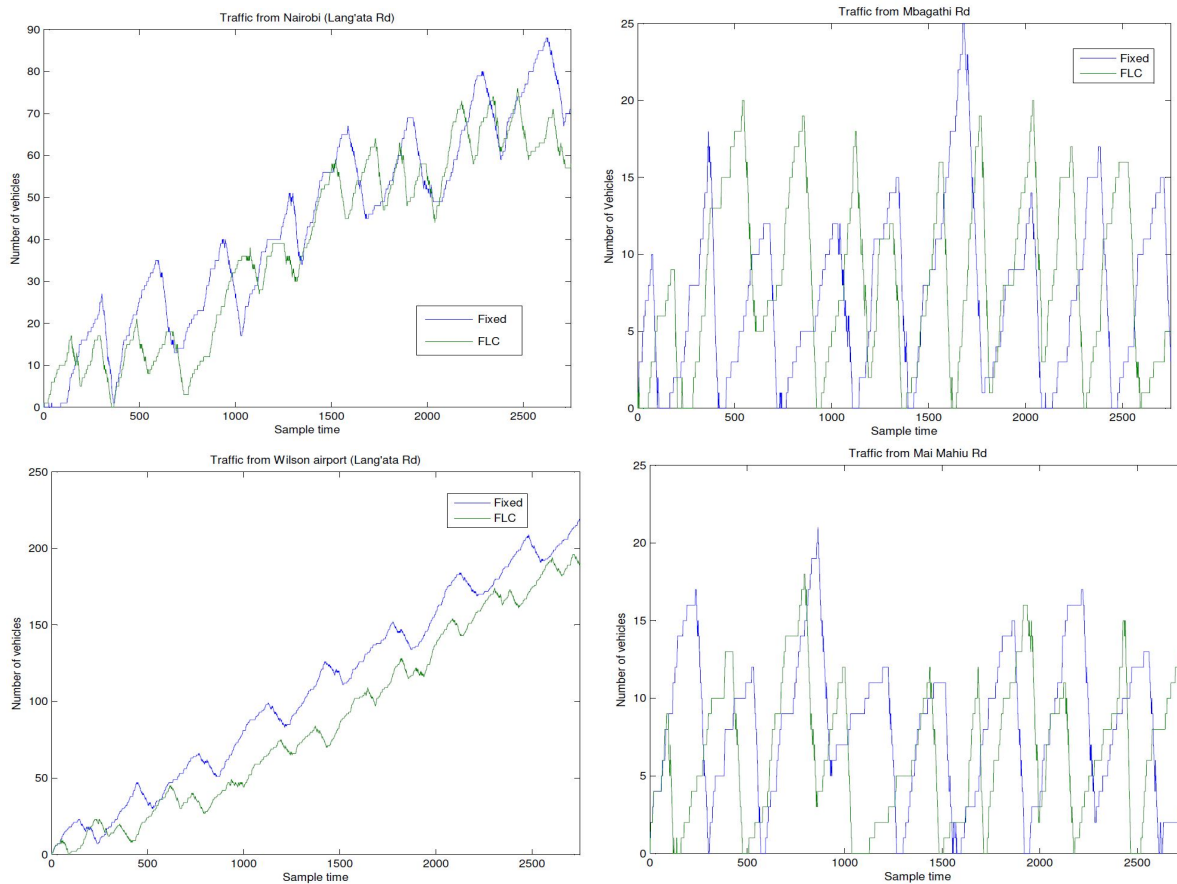 Traffic from Nairobi (Lang'ata Rd)
90
80
70
60
50
40
30
20
10
0
Number of vehicles
Fixed
FLC
0
500
1000
1500
2000
2500
Sample time
Traffic from Mbagathi Rd
25
20
15
10
5
0
Number of Vehicles
Fixed
FLC
0
500
1000
1500
2000
2500
Sample time
Traffic from Wilson airport (Lang'ata Rd)
250
200
150
100
50
0
Number of vehicles
Fixed
FLC
0
500
1000
1500
2000
2500
Sample time
Traffic from Mai Mahiu Rd
25
20
15
10
5
0
Number of vehicles
0
500
1000
1500
2000
2500
Sample time